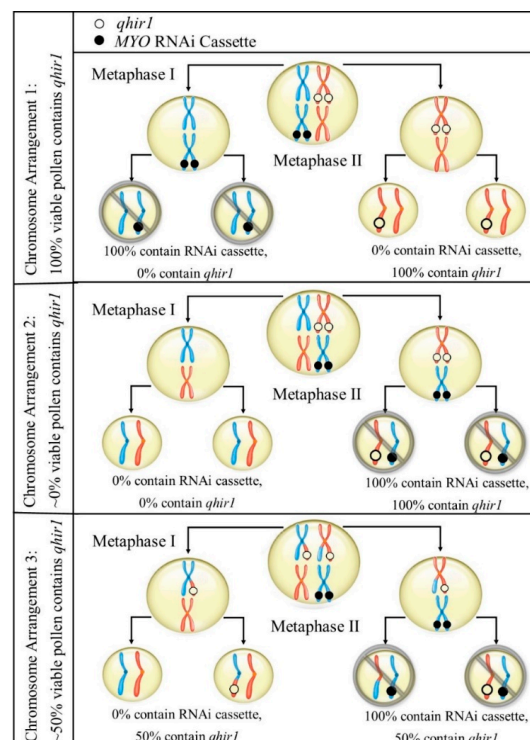 qhir1
MYO RNAi Cassette
Chromosome Arrangement 1:
100% viable pollen contains qhir1
Metaphase I
Metaphase II
100% contain RNAi cassette,
0% contain qhir1
0% contain RNAi cassette,
100% contain qhir1
Chromosome Arrangement 2:
~0% viable pollen contains qhir1
Metaphase I
Metaphase II
0% contain RNAi cassette,
0% contain qhir1
100% contain RNAi cassette,
100% contain qhir1
Chromosome Arrangement 3:
~50% viable pollen contains qhir1
Metaphase I
Metaphase II
0% contain RNAi cassette,
50% contain qhir1
100% contain RNAi cassette,
50% contain qhir1